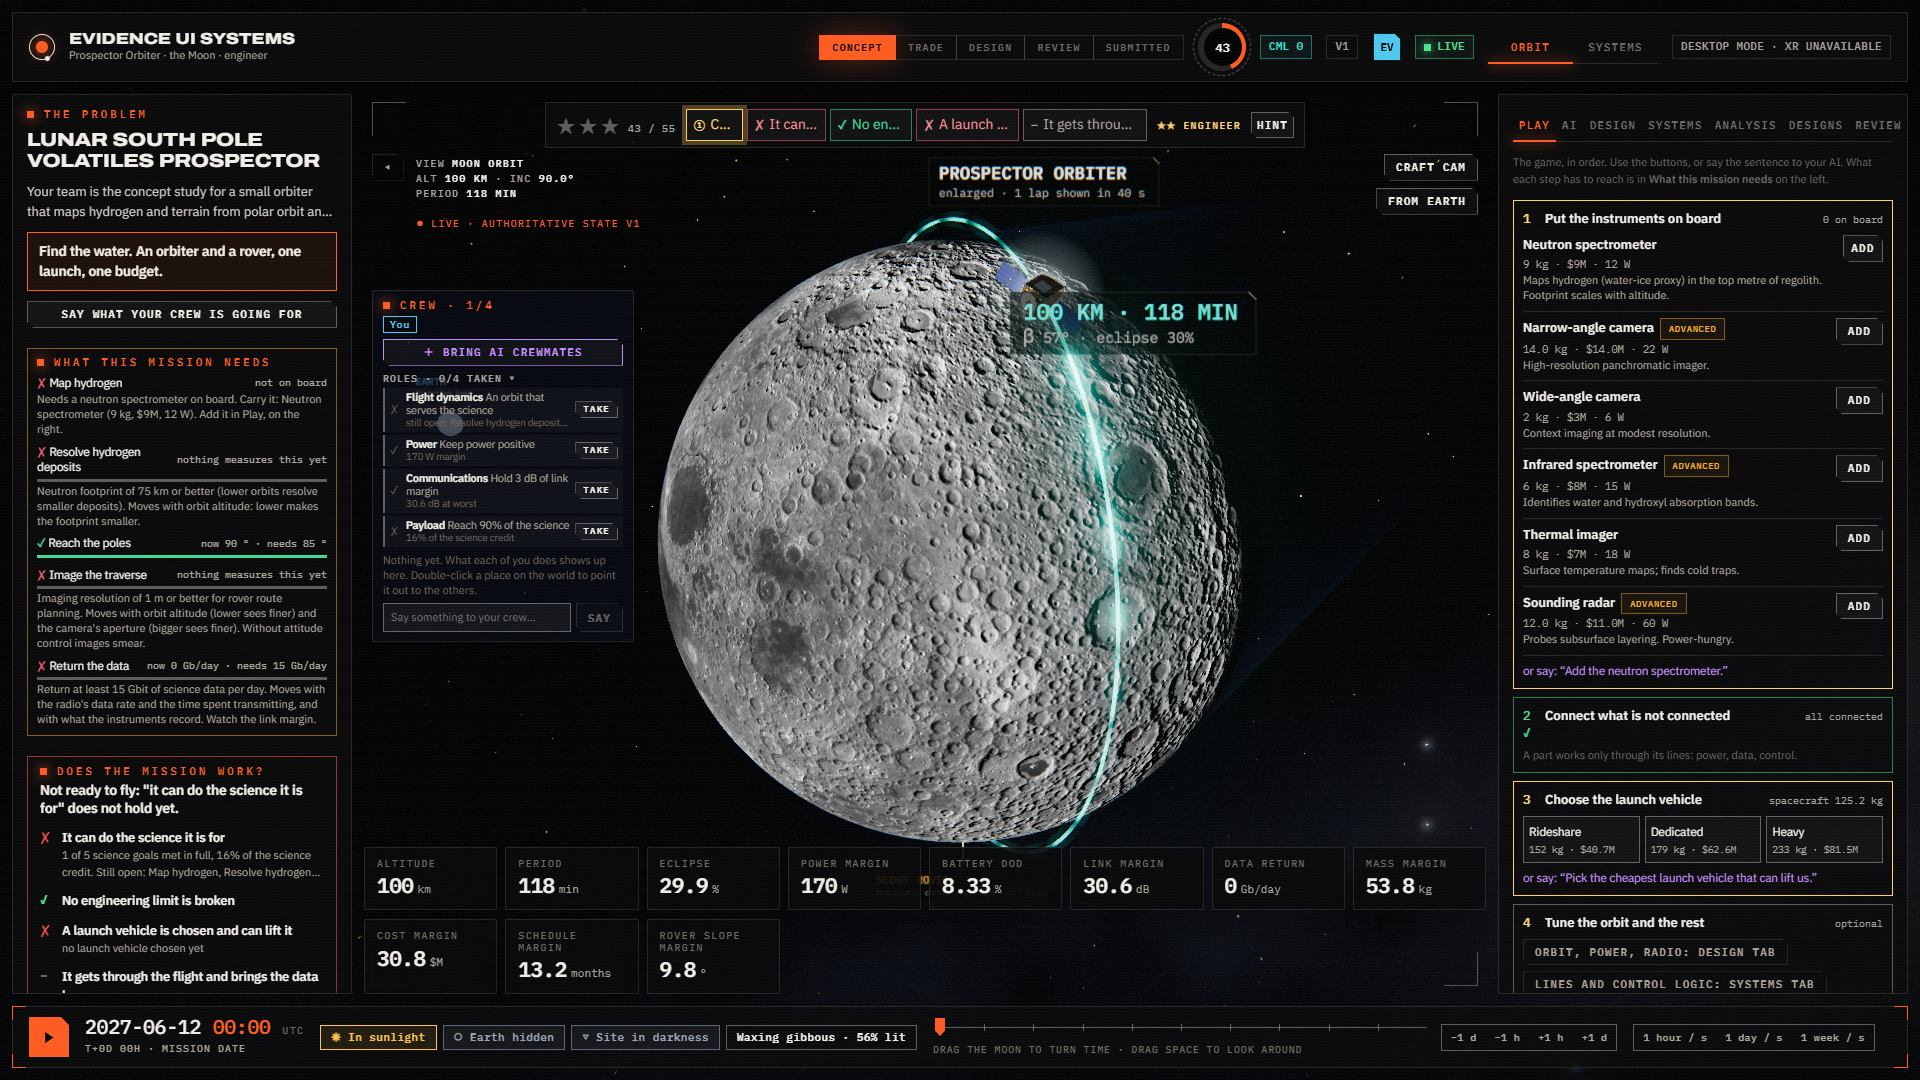 EVIDENCE UI SYSTEMS
Prospector Orbiter · the Moon · engineer
CONCEPT
TRADE
DESIGN
REVIEW
SUBMITTED
43
CML 0
V1
EV
LIVE
ORBIT
SYSTEMS
DESKTOP MODE · XR UNAVAILABLE
THE PROBLEM
LUNAR SOUTH POLE
VOLATILES PROSPECTOR
Your team is the concept study for a small orbiter
that maps hydrogen and terrain from polar orbit an...
Find the water. An orbiter and a rover, one
launch, one budget.
SAY WHAT YOUR CREW IS GOING FOR
WHAT THIS MISSION NEEDS
✗ Map hydrogen not on board
Needs a neutron spectrometer on board. Carry it: Neutron
spectrometer (9 kg, $9M, 12 W). Add it in Play, on the
right.
✗ Resolve hydrogen
deposits
nothing measures this yet
Neutron footprint of 75 km or better (lower orbits resolve
smaller deposits). Moves with orbit altitude: lower makes
the footprint smaller.
✓ Reach the poles now 90 ° · needs 85 °
✗ Image the traverse nothing measures this yet
Imaging resolution of 1 m or better for rover route
planning. Moves with orbit altitude (lower sees finer) and
the camera's aperture (bigger sees finer). Without attitude
control images smear.
✗ Return the data now 0 Gb/day · needs 15 Gb/day
Return at least 15 Gbit of science data per day. Moves with
the radio's data rate and the time spent transmitting, and
with what the instruments record. Watch the link margin.
DOES THE MISSION WORK?
Not ready to fly: "it can do the science it is
for" does not hold yet.
✗ It can do the science it is for
1 of 5 science goals met in full, 16% of the science
credit. Still open: Map hydrogen, Resolve hydrogen...
✓ No engineering limit is broken
✗ A launch vehicle is chosen and can lift it
no launch vehicle chosen yet
– It gets through the flight and brings the data
★★★ 43 / 55
① C...
✗ It can...
✓ No en...
✗ A launch ...
– It gets throu...
★★ ENGINEER
HINT
◂
VIEW MOON ORBIT
ALT 100 KM · INC 90.0°
PERIOD 118 MIN
● LIVE · AUTHORITATIVE STATE V1
PROSPECTOR ORBITER
enlarged · 1 lap shown in 40 s
CRAFT CAM
FROM EARTH
100 KM · 118 MIN
β 57° · eclipse 30%
CREW · 1/4
You
+ BRING AI CREWMATES
ROLES · 0/4 TAKEN ▾
✗ Flight dynamics An orbit that
serves the science
still open: Resolve hydrogen deposit...
TAKE
✓ Power Keep power positive
170 W margin
TAKE
✓ Communications Hold 3 dB of link
margin
30.6 dB at worst
TAKE
✗ Payload Reach 90% of the science
16% of the science credit
TAKE
Nothing yet. What each of you does shows up
here. Double-click a place on the world to point
it out to the others.
Say something to your crew...
SAY
ALTITUDE
100 km
PERIOD
118 min
ECLIPSE
29.9 %
POWER MARGIN
170 W
BATTERY DOD
8.33 %
LINK MARGIN
30.6 dB
DATA RETURN
0 Gb/day
MASS MARGIN
53.8 kg
COST MARGIN
30.8 $M
SCHEDULE
MARGIN
13.2 months
ROVER SLOPE
MARGIN
9.8 °
PLAY
AI
DESIGN
SYSTEMS
ANALYSIS
DESIGNS
REVIEW
The game, in order. Use the buttons, or say the sentence to your AI. What
each step has to reach is in What this mission needs on the left.
1 Put the instruments on board 0 on board
Neutron spectrometer
9 kg · $9M · 12 W
Maps hydrogen (water-ice proxy) in the top metre of regolith.
Footprint scales with altitude.
ADD
Narrow-angle camera ADVANCED
14.0 kg · $14.0M · 22 W
High-resolution panchromatic imager.
ADD
Wide-angle camera
2 kg · $3M · 6 W
Context imaging at modest resolution.
ADD
Infrared spectrometer ADVANCED
6 kg · $8M · 15 W
Identifies water and hydroxyl absorption bands.
ADD
Thermal imager
8 kg · $7M · 18 W
Surface temperature maps; finds cold traps.
ADD
Sounding radar ADVANCED
12.0 kg · $11.0M · 60 W
Probes subsurface layering. Power-hungry.
ADD
or say: “Add the neutron spectrometer.”
2 Connect what is not connected all connected
✓
A part works only through its lines: power, data, control.
3 Choose the launch vehicle spacecraft 125.2 kg
Rideshare
152 kg · $40.7M
Dedicated
179 kg · $62.6M
Heavy
233 kg · $81.5M
or say: “Pick the cheapest launch vehicle that can lift us.”
4 Tune the orbit and the rest optional
ORBIT, POWER, RADIO: DESIGN TAB
LINES AND CONTROL LOGIC: SYSTEMS TAB
2027-06-12 00:00 UTC
T+0D 00H · MISSION DATE
In sunlight
Earth hidden
Site in darkness
Waxing gibbous · 56% lit
DRAG THE MOON TO TURN TIME · DRAG SPACE TO LOOK AROUND
−1 d
−1 h
+1 h
+1 d
1 hour / s
1 day / s
1 week / s